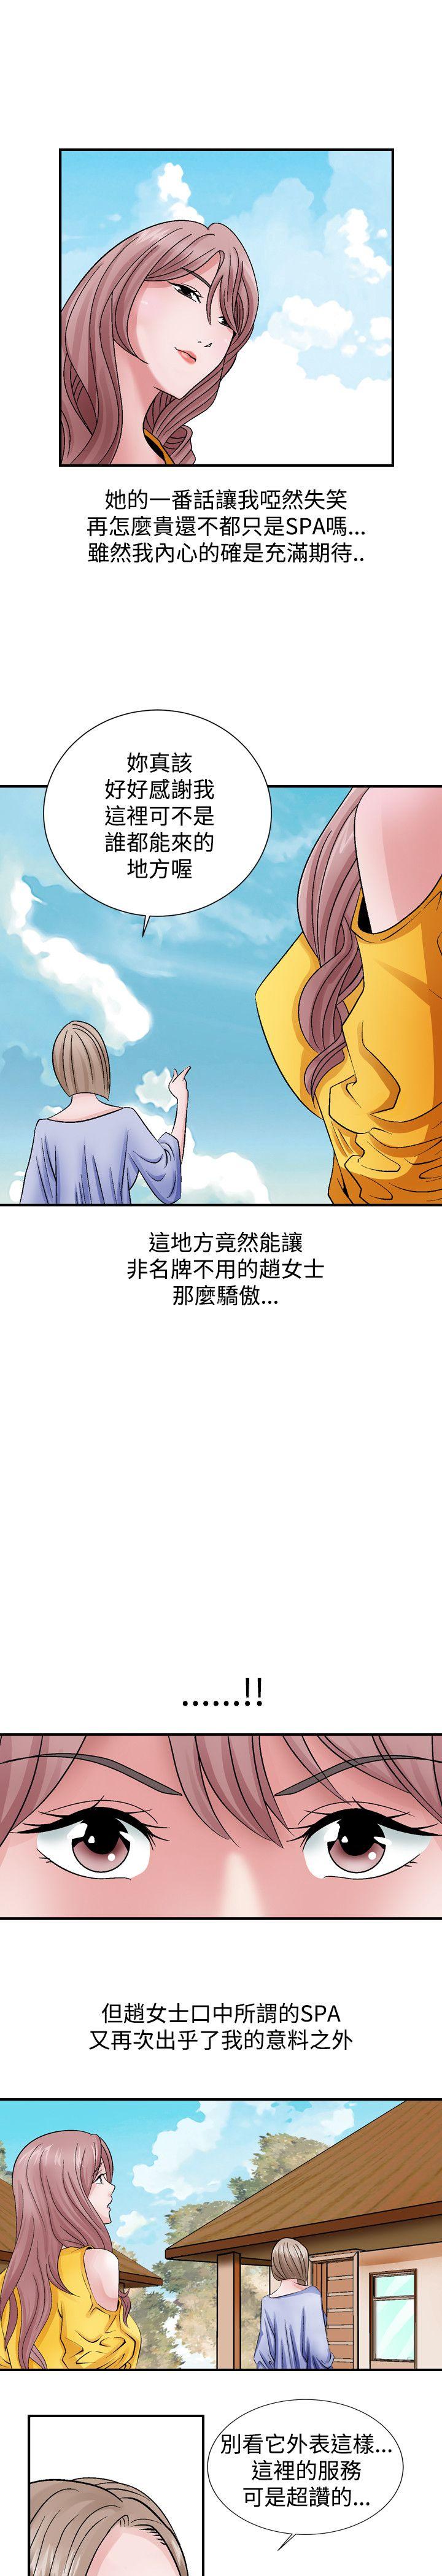 她的一番話讓我啞然失笑
再怎麼貴還不都只是SPA嗎...
雖然我內心的確是充滿期待..
妳真該
好好感謝我
這裡可不是
誰都能來的
地方喔
這地方竟然能讓
非名牌不用的趙女士
那麼驕傲...
......!!
但趙女士口中所謂的SPA
又再次出乎了我的意料之外
別看它外表這樣...
這裡的服務
可是超讚的...